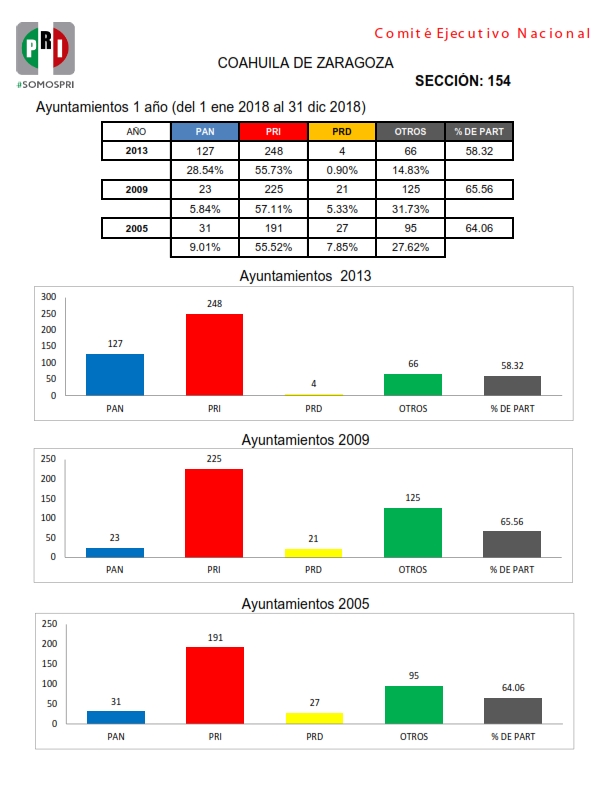 Comité Ejecutivo Nacional
PRI
#SOMOSPRI
COAHUILA DE ZARAGOZA
SECCIÓN: 154
Ayuntamientos 1 año (del 1 ene 2018 al 31 dic 2018)
AÑO PAN PRI PRD OTROS % DE PART
2013 127 248 4 66 58.32
28.54% 55.73% 0.90% 14.83%
2009 23 225 21 125 65.56
5.84% 57.11% 5.33% 31.73%
2005 31 191 27 95 64.06
9.01% 55.52% 7.85% 27.62%
Ayuntamientos 2013
300
250
200
150
100
50
0
127 248 4 66 58.32
PAN PRI PRD OTROS % DE PART
Ayuntamientos 2009
250
200
150
100
50
0
23 225 21 125 65.56
PAN PRI PRD OTROS % DE PART
Ayuntamientos 2005
250
200
150
100
50
0
31 191 27 95 64.06
PAN PRI PRD OTROS % DE PART